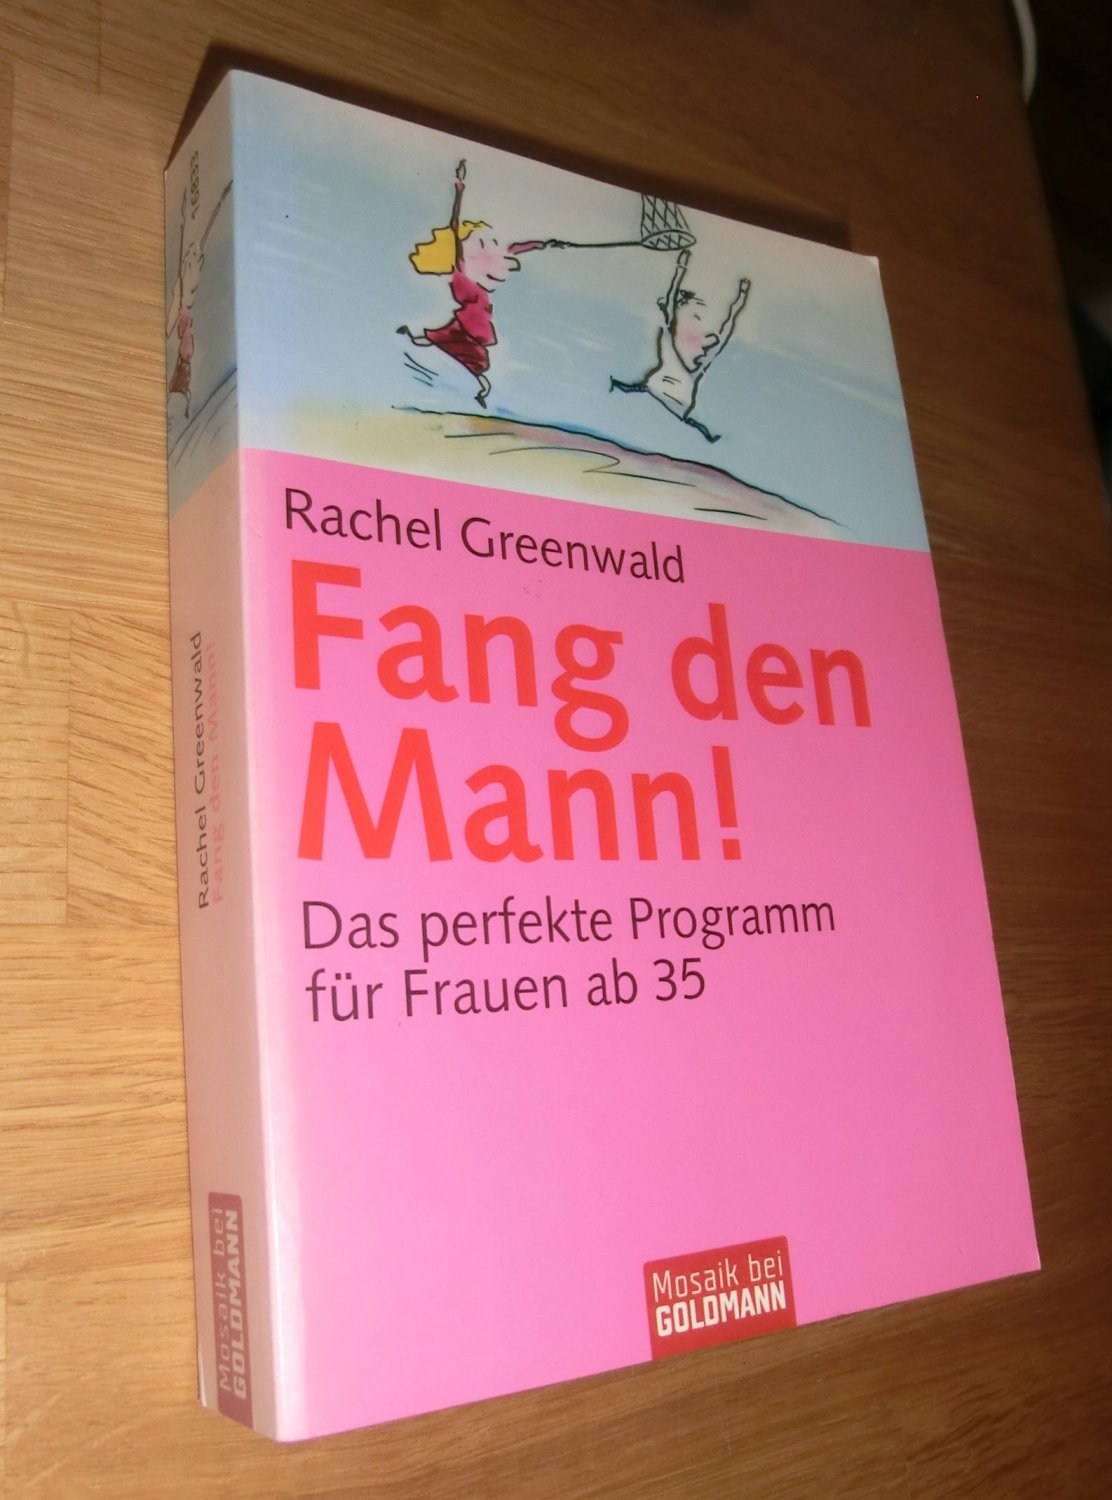 Rachel Greenwald
Fang den
Mann!
Das perfekte Programm
für Frauen ab 35
Mosaik bei
GOLDMANN
16833
Rachel Greenwald
Fang den Mann!
Mosaik bei
GOLDMANN